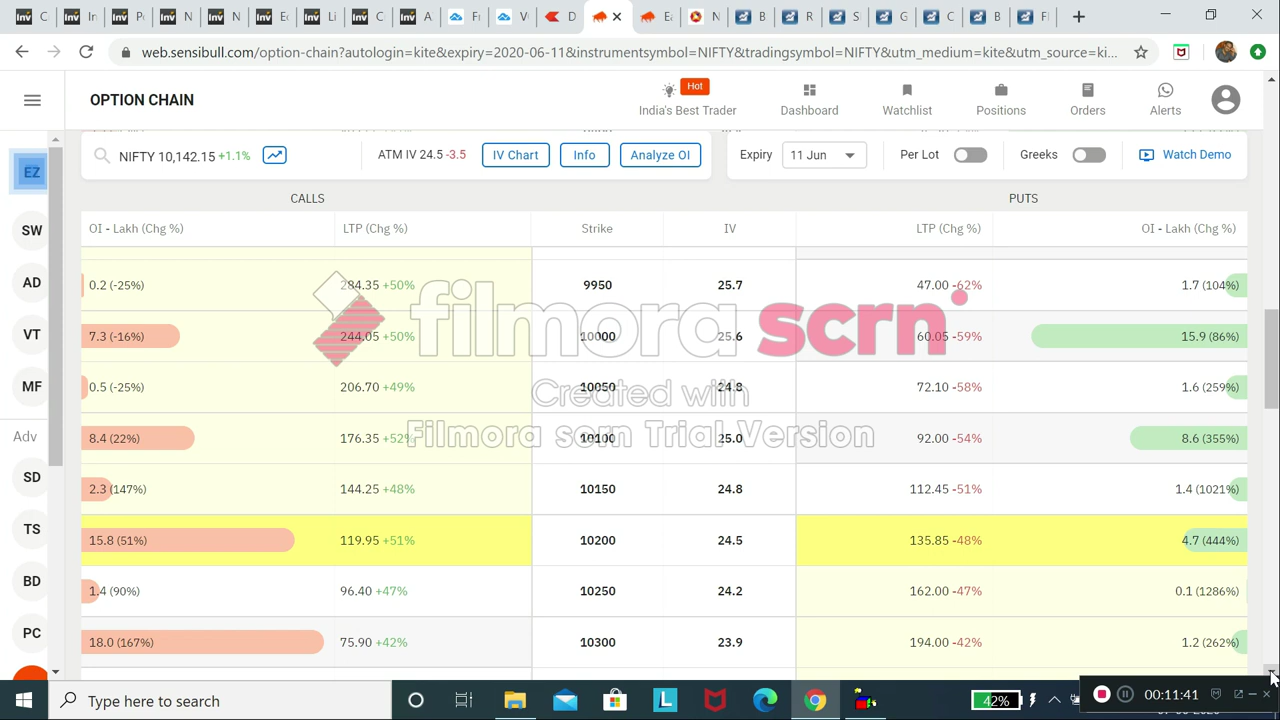 C In P N N E Li C A Fr V D E N B R S G C B Fl
web.sensibull.com/option-chain?autologin=kite&expiry=2020-06-11&instrumentsymbol=NIFTY&tradingsymbol=NIFTY&utm_medium=kite&utm_source=ki...
OPTION CHAIN
Hot
India's Best Trader Dashboard Watchlist Positions Orders Alerts
NIFTY 10,142.15 +1.1% ATM IV 24.5 -3.5 IV Chart Info Analyze OI Expiry 11 Jun Per Lot Greeks Watch Demo
EZ
SW
AD
VT
MF
Adv
SD
TS
BD
PC
CALLS PUTS
OI - Lakh (Chg %) LTP (Chg %) Strike IV LTP (Chg %) OI - Lakh (Chg %)
0.2 (-25%) 284.35 +50% 9950 25.7 47.00 -62% 1.7 (104%)
7.3 (-16%) 244.05 +50% 10000 25.6 60.05 -59% 15.9 (86%)
0.5 (-25%) 206.70 +49% 10050 24.8 72.10 -58% 1.6 (259%)
8.4 (22%) 176.35 +52% 10100 25.0 92.00 -54% 8.6 (355%)
2.3 (147%) 144.25 +48% 10150 24.8 112.45 -51% 1.4 (1021%)
15.8 (51%) 119.95 +51% 10200 24.5 135.85 -48% 4.7 (444%)
1.4 (90%) 96.40 +47% 10250 24.2 162.00 -47% 0.1 (1286%)
18.0 (167%) 75.90 +42% 10300 23.9 194.00 -42% 1.2 (262%)
filmora scrn
Created with
Filmora scrn Trial Version
Type here to search 42% 00:11:41